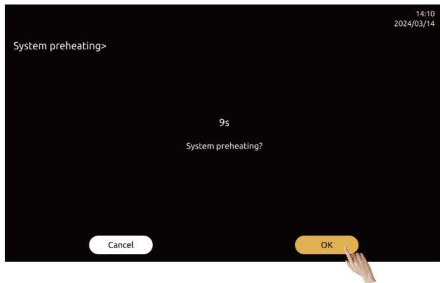 14:10
2024/03/14
System preheating>
9s
System preheating?
Cancel
OK